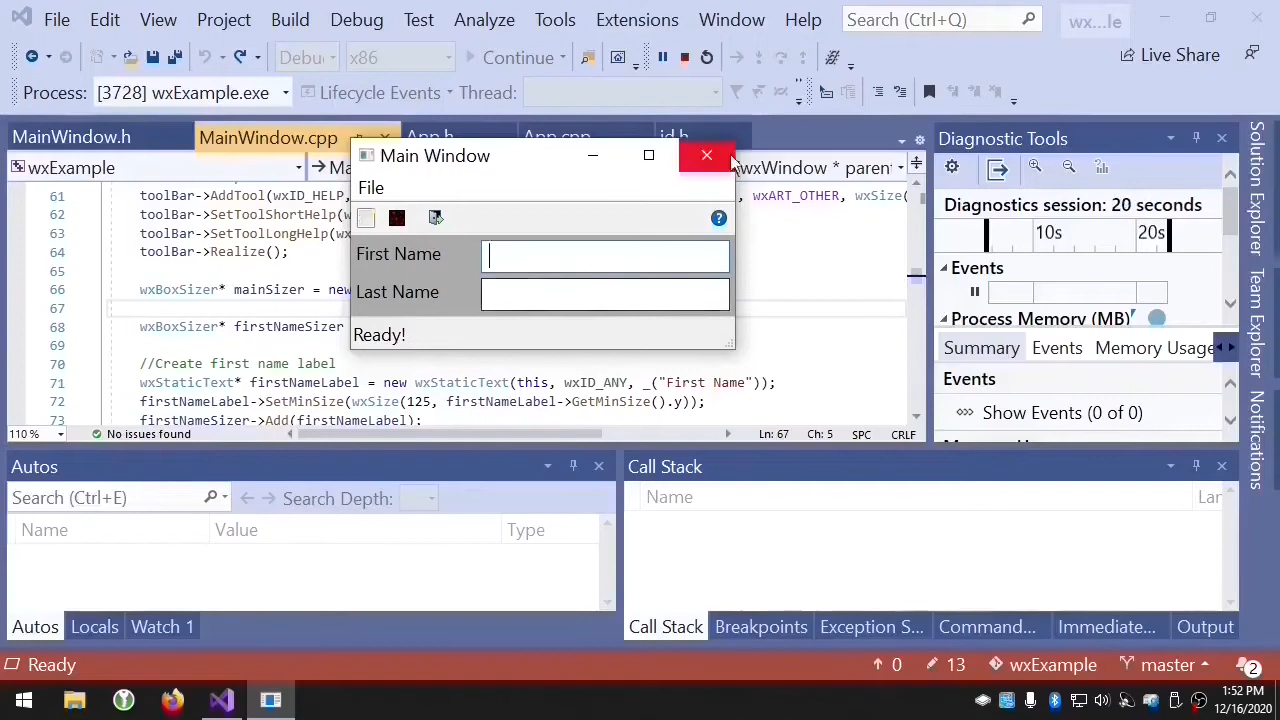 File Edit View Project Build Debug Test Analyze Tools Extensions Window Help Search (Ctrl+Q) wx...le
Debu x86 Continue Live Share
Process: [3728] wxExample.exe Lifecycle Events Thread:
MainWindow.h MainWindow.cpp App.h App.cpp id.h
wxExample wxWindow * parent
Main Window
File
First Name
Last Name
Ready!
61 toolBar->AddTool(wxID_HELP, wxART_OTHER, wxSize(
62 toolBar->SetToolShortHelp(w
63 toolBar->SetToolLongHelp(wx
64 toolBar->Realize();
65
66 wxBoxSizer* mainSizer = new
67
68 wxBoxSizer* firstNameSizer
69
70 //Create first name label
71 wxStaticText* firstNameLabel = new wxStaticText(this, wxID_ANY, _("First Name"));
72 firstNameLabel->SetMinSize(wxSize(125, firstNameLabel->GetMinSize().y));
73 firstNameSizer->Add(firstNameLabel);
110 % No issues found Ln: 67 Ch: 5 SPC CRLF
Diagnostic Tools
Diagnostics session: 20 seconds
10s 20s
Events
Process Memory (MB)
Summary Events Memory Usage
Events
Show Events (0 of 0)
Solution Explorer
Team Explorer
Notifications
Autos
Search (Ctrl+E) Search Depth:
Name Value Type
Autos Locals Watch 1
Call Stack
Name Lan
Call Stack Breakpoints Exception S... Command... Immediate... Output
Ready 0 13 wxExample master 2
1:52 PM
12/16/2020